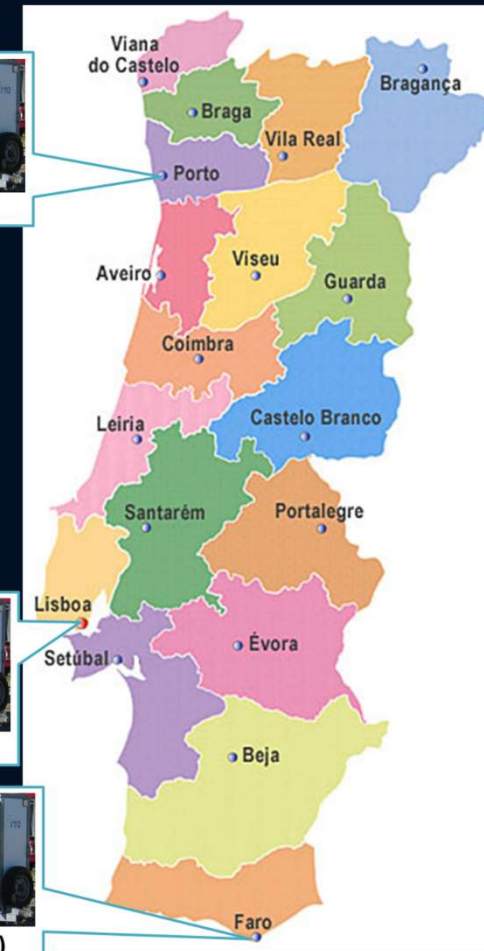 Viana
do Castelo
Bragança
Braga
Vila Real
Porto
Aveiro
Viseu
Guarda
Coimbra
Leiria
Castelo Branco
Santarém
Portalegre
Lisboa
Setúbal
Évora
Beja
Faro
)